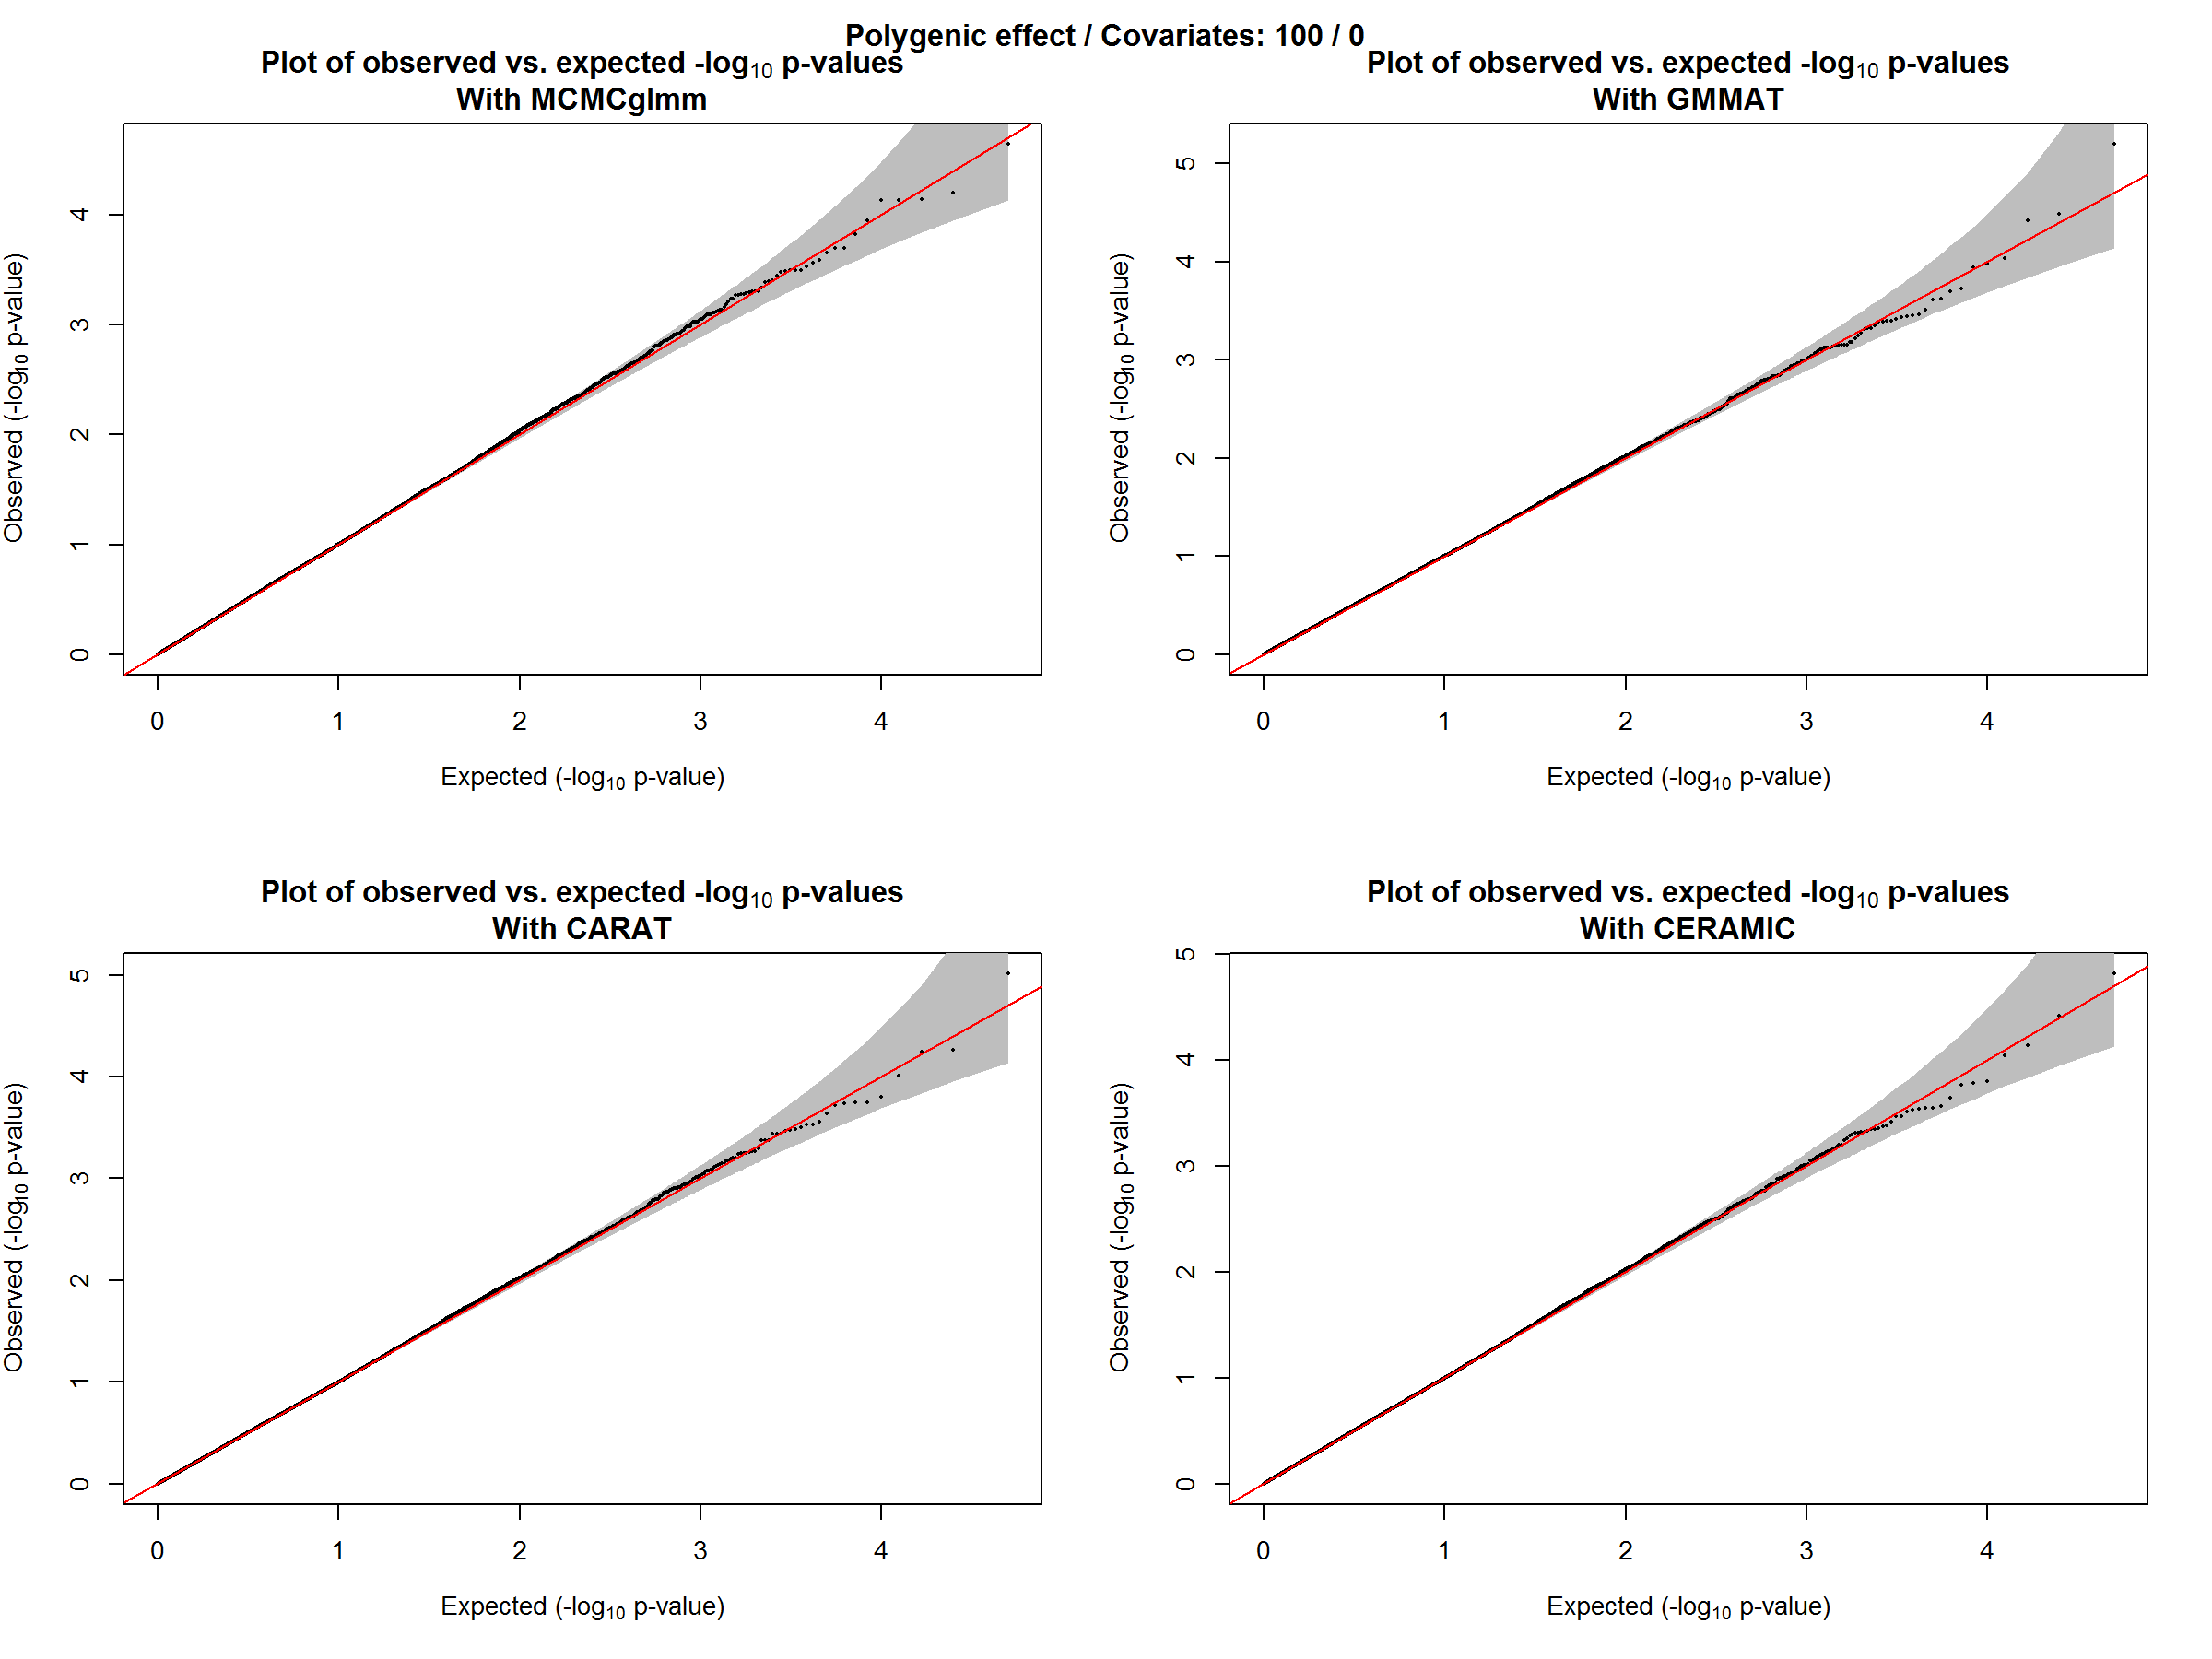 Polygenic effect / Covariates: 100 / 0
Plot of observed vs. expected -log10 p-values
With MCMCglmm
Observed (-log10 p-value)
4
3
2
1
0
0 1 2 3 4
Expected (-log10 p-value)
Plot of observed vs. expected -log10 p-values
With GMMAT
Observed (-log10 p-value)
5
4
3
2
1
0
0 1 2 3 4
Expected (-log10 p-value)
Plot of observed vs. expected -log10 p-values
With CARAT
Observed (-log10 p-value)
5
4
3
2
1
0
0 1 2 3 4
Expected (-log10 p-value)
Plot of observed vs. expected -log10 p-values
With CERAMIC
Observed (-log10 p-value)
5
4
3
2
1
0
0 1 2 3 4
Expected (-log10 p-value)